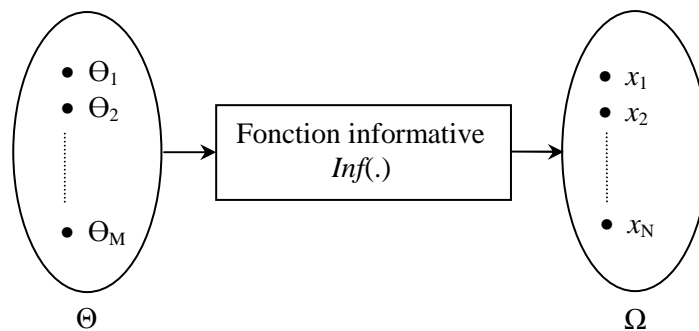 Θ1
Θ2
ΘM
Θ
Fonction informative
Inf(.)
x1
x2
xN
Ω